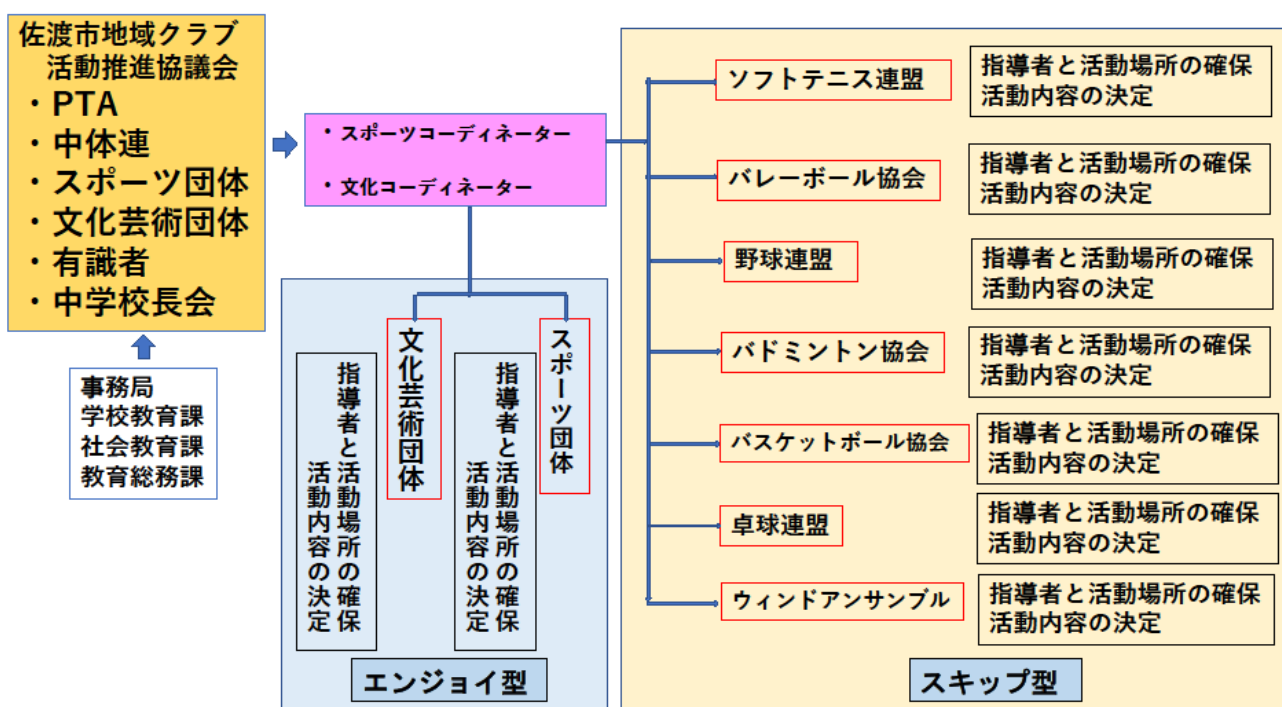 佐渡市地域クラブ
活動推進協議会
・PTA
・中体連
・スポーツ団体
・文化芸術団体
・有識者
・中学校長会
事務局
学校教育課
社会教育課
教育総務課
・スポーツコーディネーター
・文化コーディネーター
スポーツ団体
指導者と活動場所の確保
活動内容の決定
文化芸術団体
指導者と活動場所の確保
活動内容の決定
エンジョイ型
ソフトテニス連盟
指導者と活動場所の確保
活動内容の決定
バレーボール協会
指導者と活動場所の確保
活動内容の決定
野球連盟
指導者と活動場所の確保
活動内容の決定
バドミントン協会
指導者と活動場所の確保
活動内容の決定
バスケットボール協会
指導者と活動場所の確保
活動内容の決定
卓球連盟
指導者と活動場所の確保
活動内容の決定
ウィンドアンサンブル
指導者と活動場所の確保
活動内容の決定
スキップ型